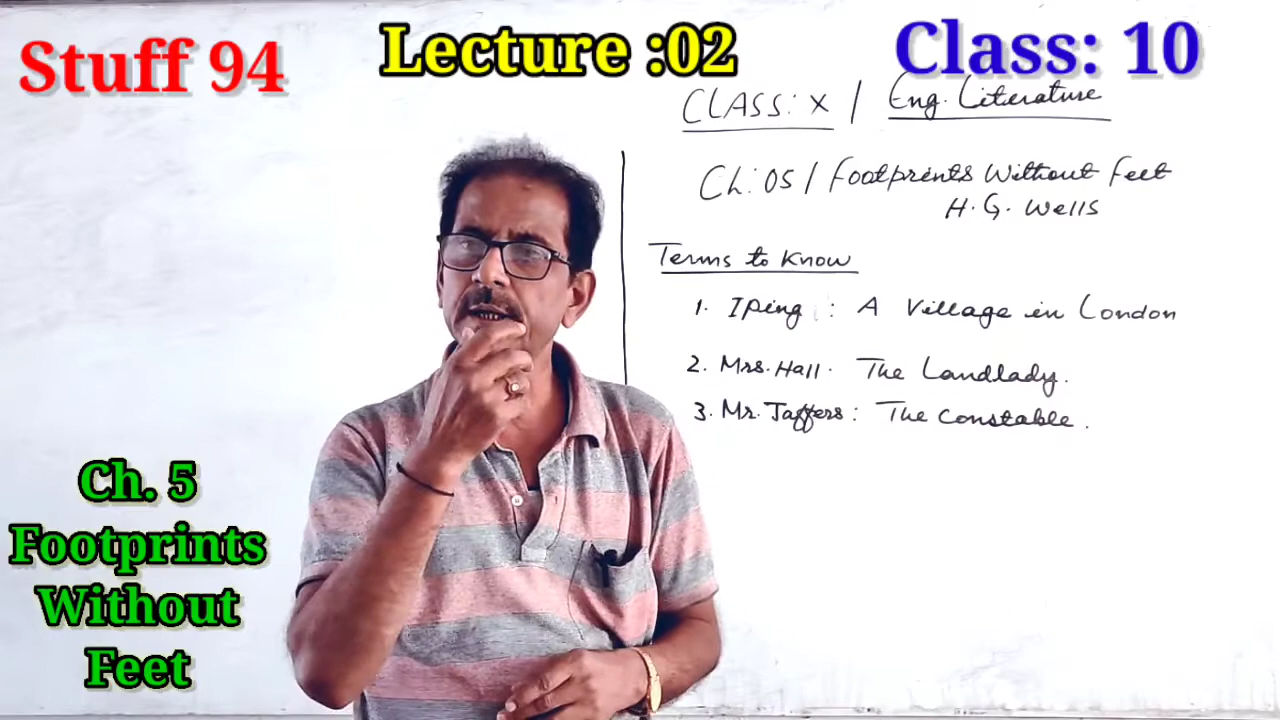 Stuff 94
Lecture :02
Class: 10
CLASS: X / Eng. Literature
Ch: 05 / Footprints Without Feet
H. G. Wells
Terms to Know
1. Iping : A Village in London
2. Mrs. Hall. The Landlady.
3. Mr. Jaffers : The Constable.
Ch. 5
Footprints
Without
Feet